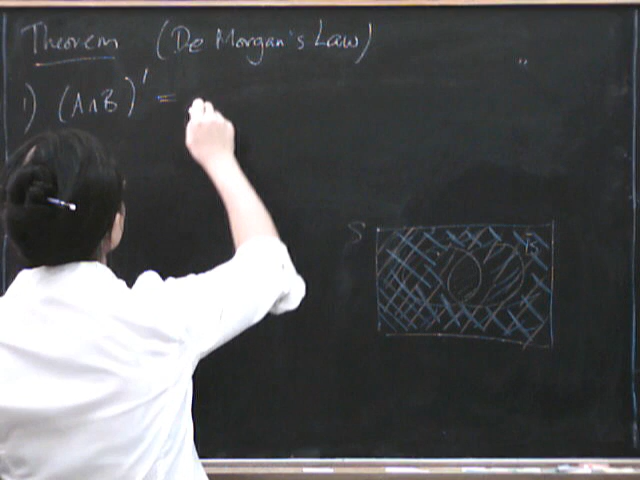 Theorem (De Morgan's Law)
1) (A∩B)' =
S
B